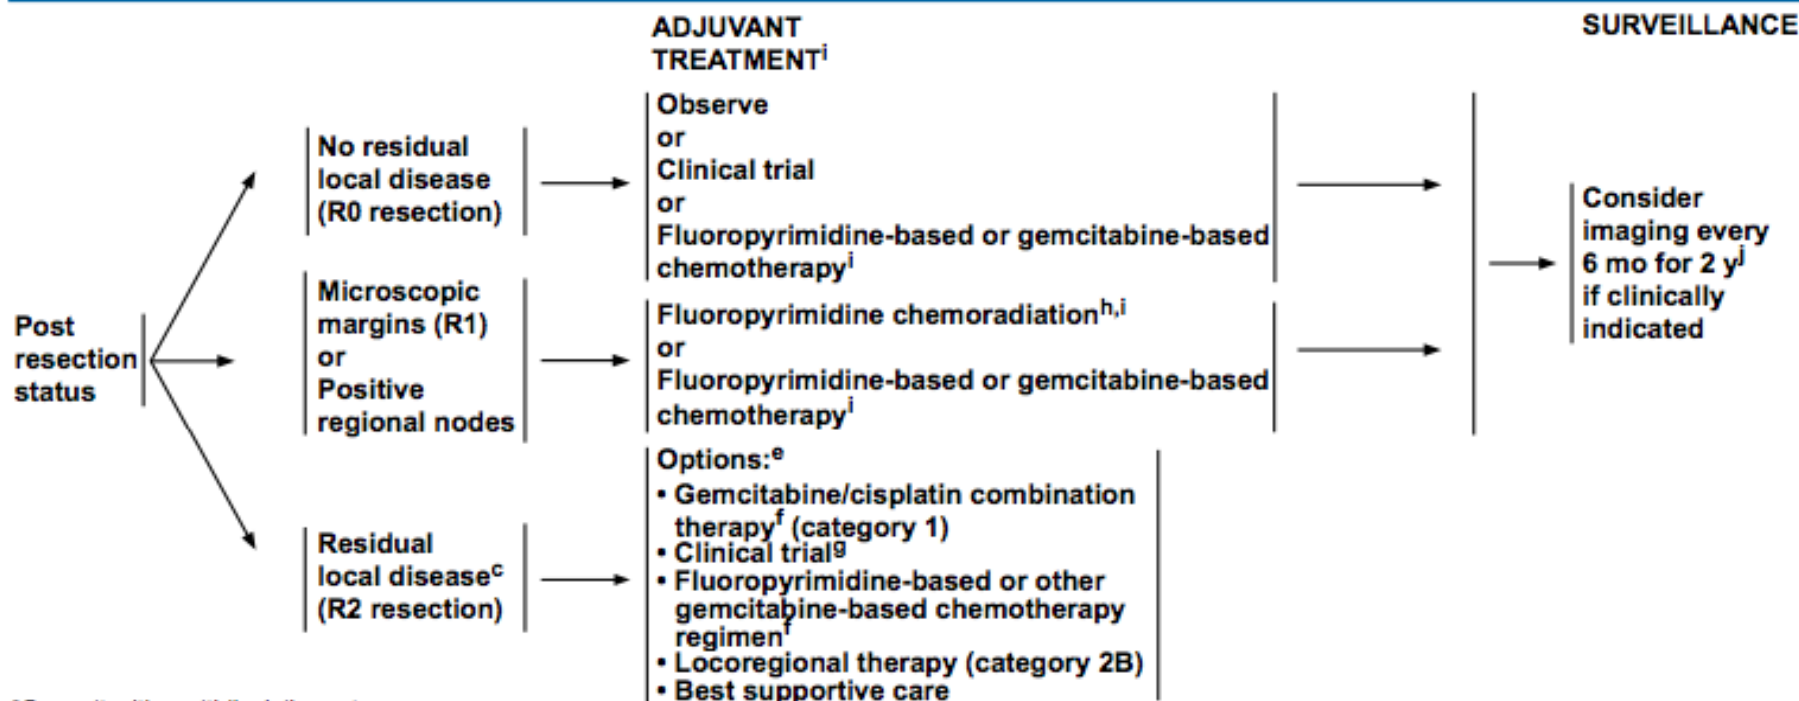 ADJUVANT
TREATMENTⁱ
SURVEILLANCE
Post
resection
status
No residual
local disease
(R0 resection)
Observe
or
Clinical trial
or
Fluoropyrimidine-based or gemcitabine-based
chemotherapyⁱ
Microscopic
margins (R1)
or
Positive
regional nodes
Fluoropyrimidine chemoradiationʰ,ⁱ
or
Fluoropyrimidine-based or gemcitabine-based
chemotherapyⁱ
Residual
local diseaseᶜ
(R2 resection)
Options:ᵉ
• Gemcitabine/cisplatin combination
therapyᶠ (category 1)
• Clinical trialᵍ
• Fluoropyrimidine-based or other
gemcitabine-based chemotherapy
regimenᶠ
• Locoregional therapy (category 2B)
• Best supportive care
Consider
imaging every
6 mo for 2 yʲ
if clinically
indicated